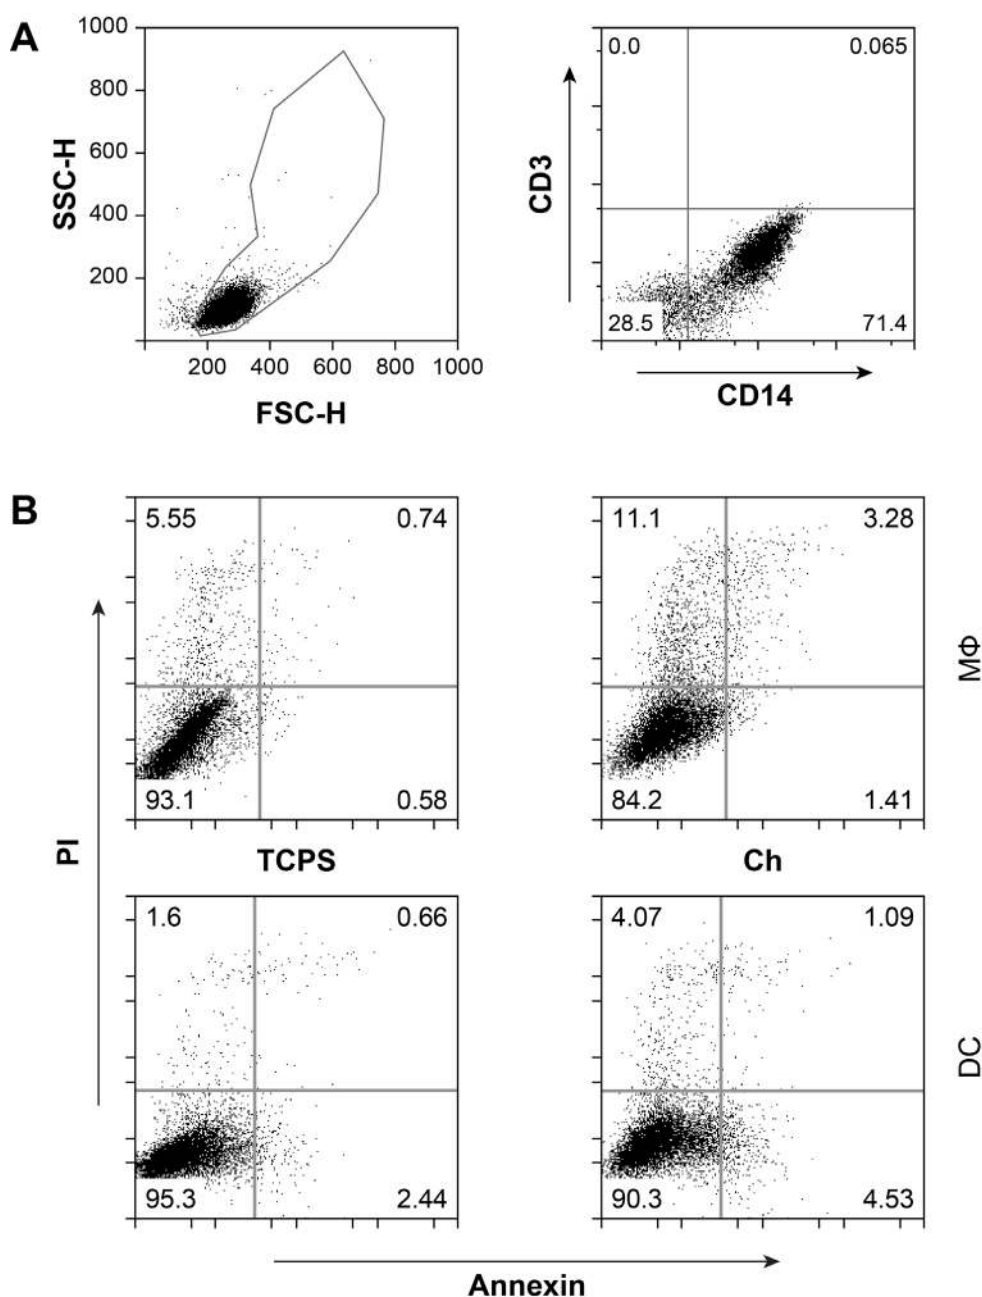 A
1000
800
600
400
200
SSC-H
200 400 600 800 1000
FSC-H
0.0 0.065
CD3
28.5 71.4
CD14
B
5.55 0.74
93.1 0.58
TCPS
11.1 3.28
84.2 1.41
Ch
MΦ
PI
1.6 0.66
95.3 2.44
4.07 1.09
90.3 4.53
DC
Annexin